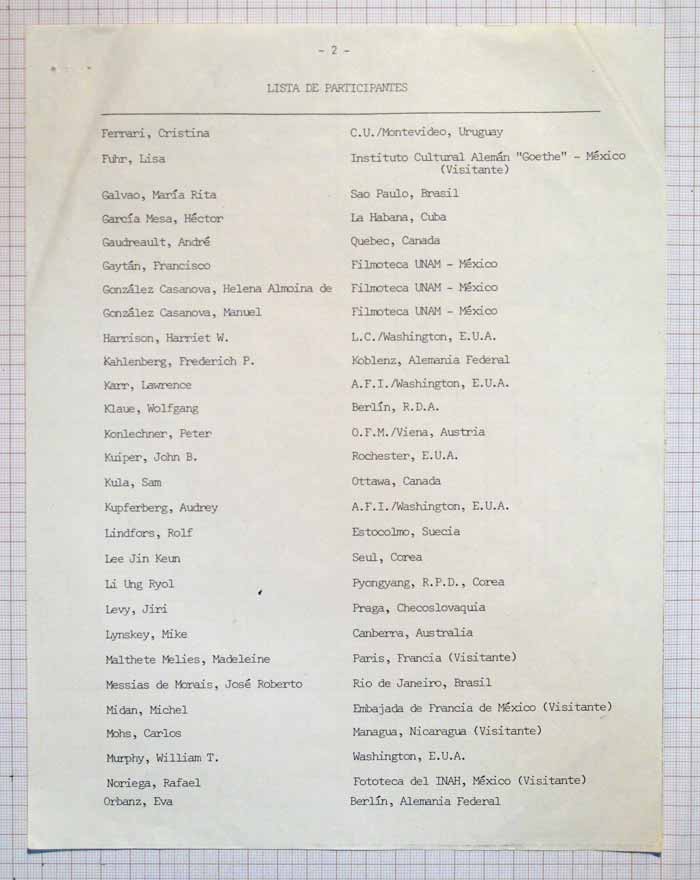 - 2 -
LISTA DE PARTICIPANTES
Ferrari, Cristina C.U./Montevideo, Uruguay
Fuhr, Lisa Instituto Cultural Alemán "Goethe" - México
(Visitante)
Galvao, María Rita Sao Paulo, Brasil
García Mesa, Héctor La Habana, Cuba
Gaudreault, André Quebec, Canada
Gaytán, Francisco Filmoteca UNAM - México
González Casanova, Helena Almoina de Filmoteca UNAM - México
González Casanova, Manuel Filmoteca UNAM - México
Harrison, Harriet W. L.C./Washington, E.U.A.
Kahlenberg, Frederich P. Koblenz, Alemania Federal
Karr, Lawrence A.F.I./Washington, E.U.A.
Klaue, Wolfgang Berlín, R.D.A.
Konlechner, Peter O.F.M./Viena, Austria
Kuiper, John B. Rochester, E.U.A.
Kula, Sam Ottawa, Canada
Kupferberg, Audrey A.F.I./Washington, E.U.A.
Lindfors, Rolf Estocolmo, Suecia
Lee Jin Keun Seul, Corea
Li Ung Ryol Pyongyang, R.P.D., Corea
Levy, Jiri Praga, Checoslovaquia
Lynskey, Mike Canberra, Australia
Malthete Melies, Madeleine Paris, Francia (Visitante)
Messias de Morais, José Roberto Rio de Janeiro, Brasil
Midan, Michel Embajada de Francia de México (Visitante)
Mohs, Carlos Managua, Nicaragua (Visitante)
Murphy, William T. Washington, E.U.A.
Noriega, Rafael Fototeca del INAH, México (Visitante)
Orbanz, Eva Berlín, Alemania Federal